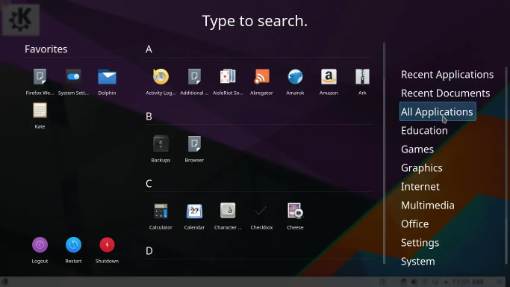 Type to search.
Favorites
Firefox We...
System Sett...
Dolphin
Kate
A
Activity Log...
Additional ...
AisleRiot So...
Akregator
Amarok
Amazon
Ark
B
Backups
Browser
C
Calculator
Calendar
Character ...
Checkbox
Cheese
D
Logout
Restart
Shutdown
Recent Applications
Recent Documents
All Applications
Education
Games
Graphics
Internet
Multimedia
Office
Settings
System